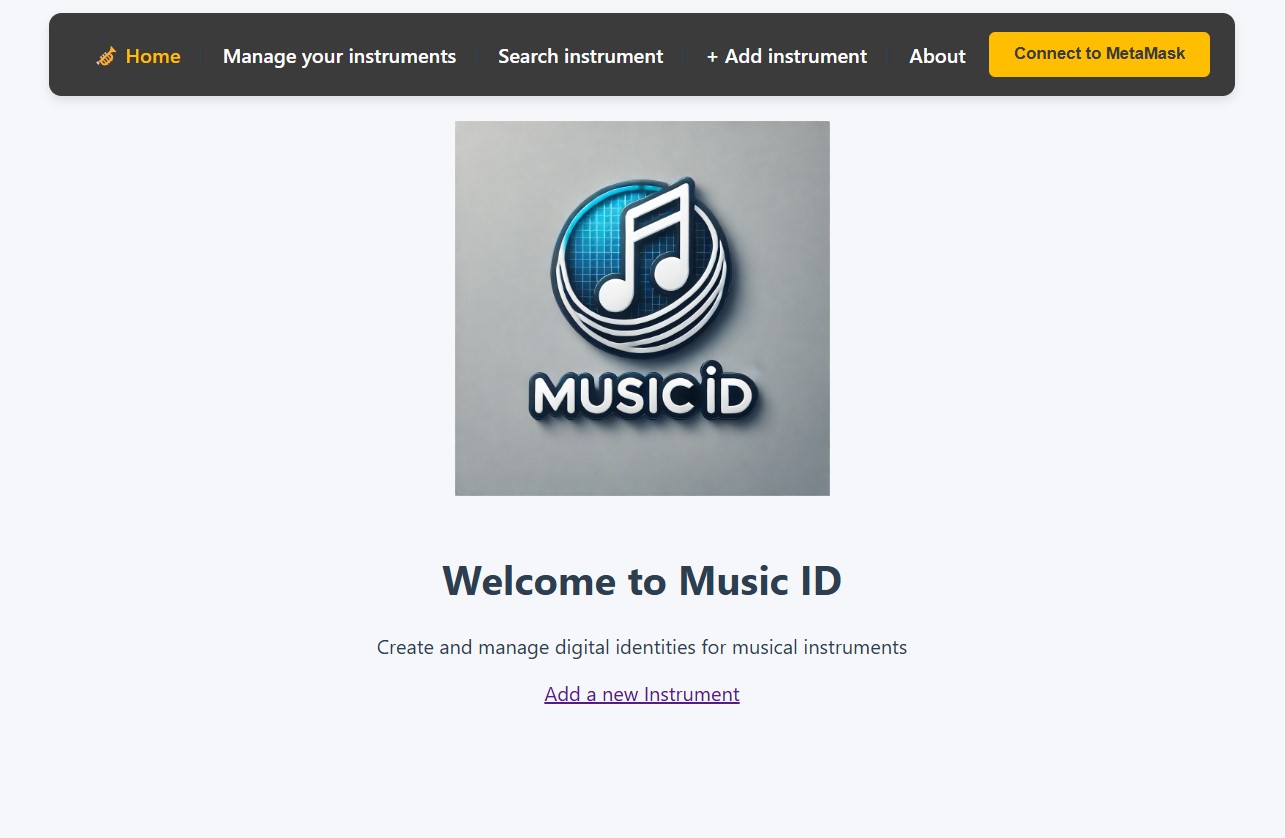 🎺 Home
Manage your instruments
Search instrument
+ Add instrument
About
Connect to MetaMask
MUSIC iD
Welcome to Music ID
Create and manage digital identities for musical instruments
Add a new Instrument